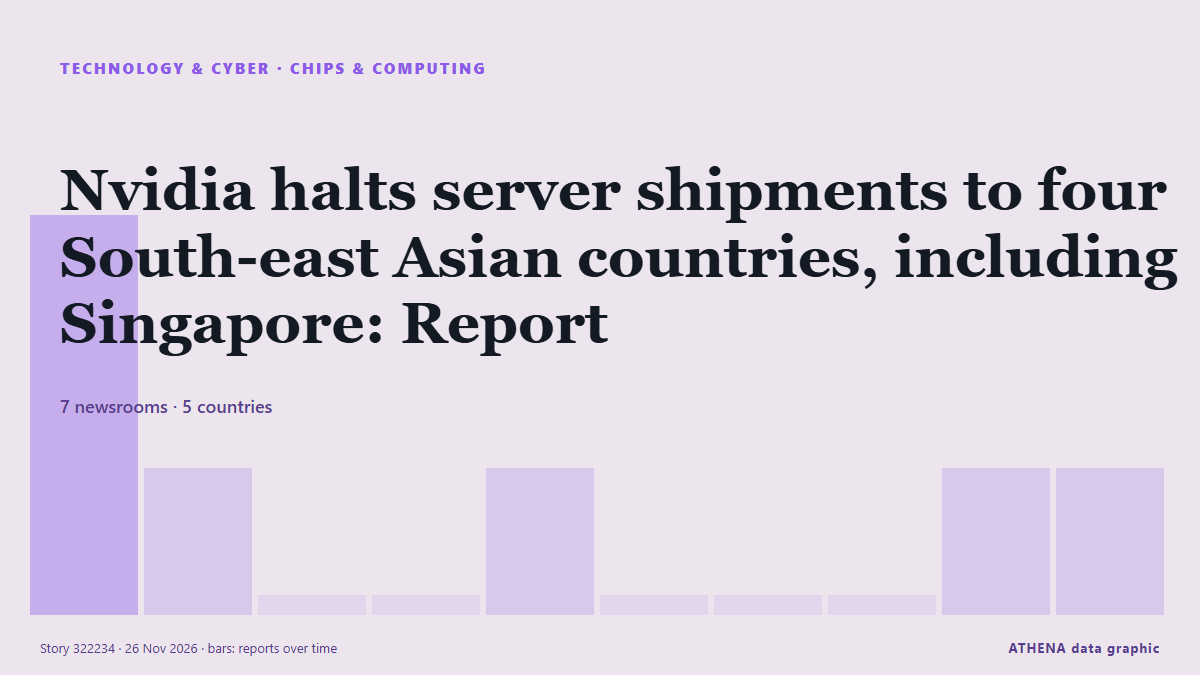 TECHNOLOGY & CYBER · CHIPS & COMPUTING
Nvidia halts server shipments to four
South-east Asian countries, including
Singapore: Report
7 newsrooms · 5 countries
Story 322234 · 26 Nov 2026 · bars: reports over time
ATHENA data graphic